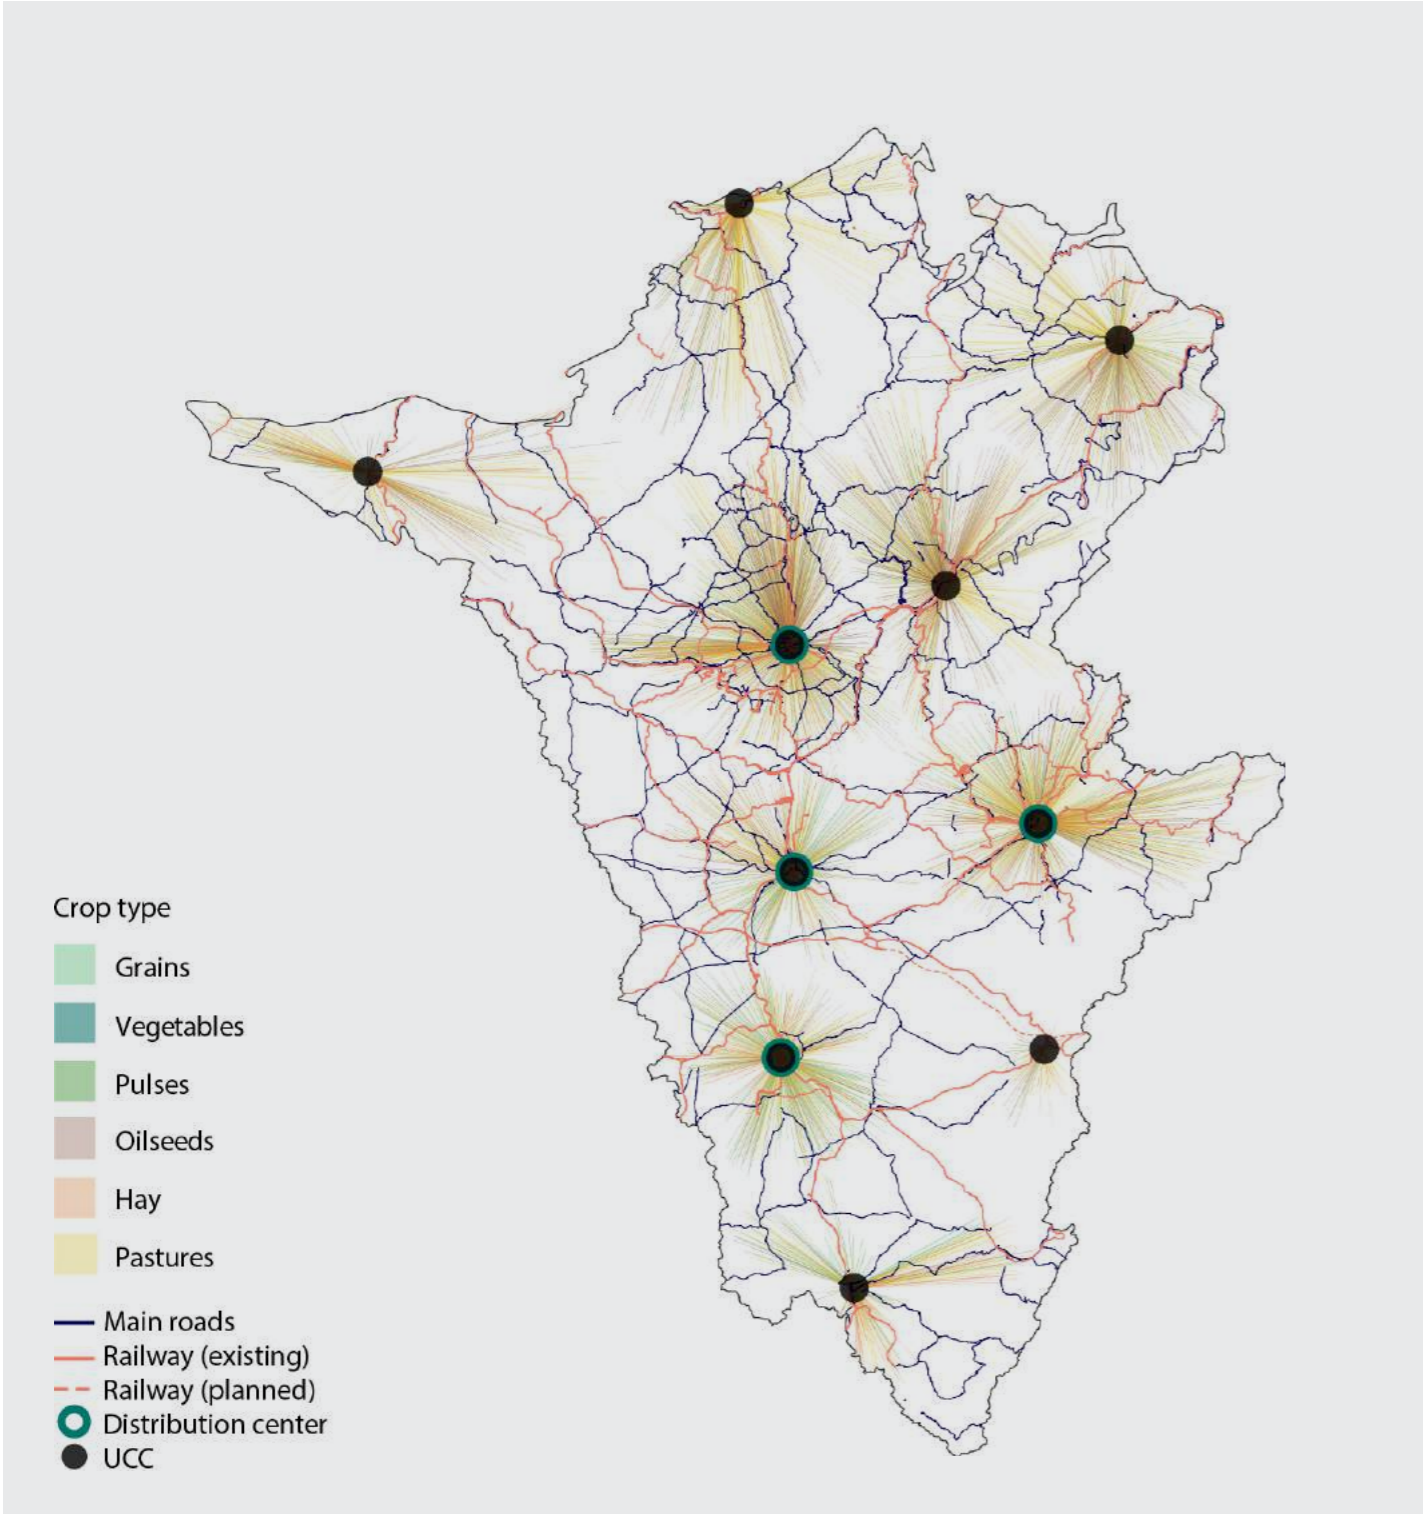 Crop type
Grains
Vegetables
Pulses
Oilseeds
Hay
Pastures
Main roads
Railway (existing)
Railway (planned)
Distribution center
UCC